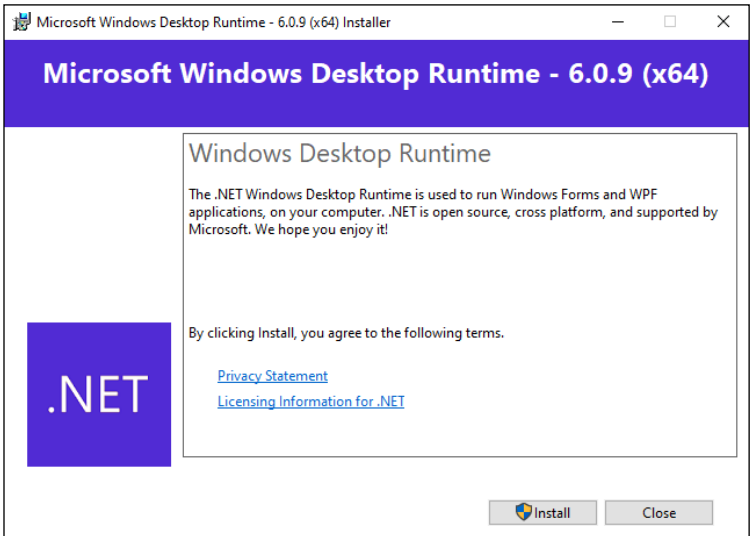 Microsoft Windows Desktop Runtime - 6.0.9 (x64) Installer
Microsoft Windows Desktop Runtime - 6.0.9 (x64)
Windows Desktop Runtime
The .NET Windows Desktop Runtime is used to run Windows Forms and WPF
applications, on your computer. .NET is open source, cross platform, and supported by
Microsoft. We hope you enjoy it!
By clicking Install, you agree to the following terms.
Privacy Statement
Licensing Information for .NET
.NET
Install
Close